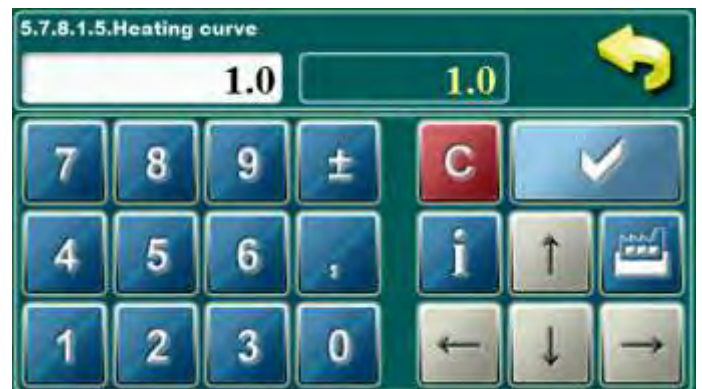 5.7.8.1.5.Heating curve
1.0 1.0
7 8 9 ± C
4 5 6 , i ↑
1 2 3 0 ← ↓ →